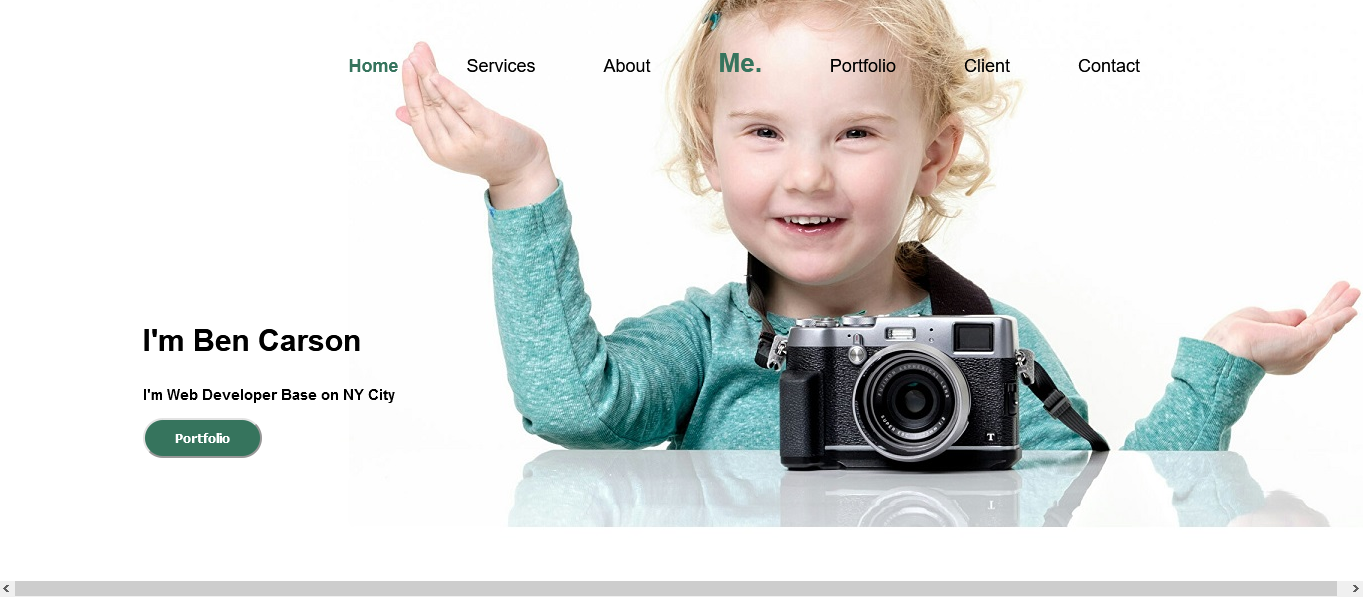 Home Services About Me. Portfolio Client Contact
I'm Ben Carson
I'm Web Developer Base on NY City
Portfolio
T